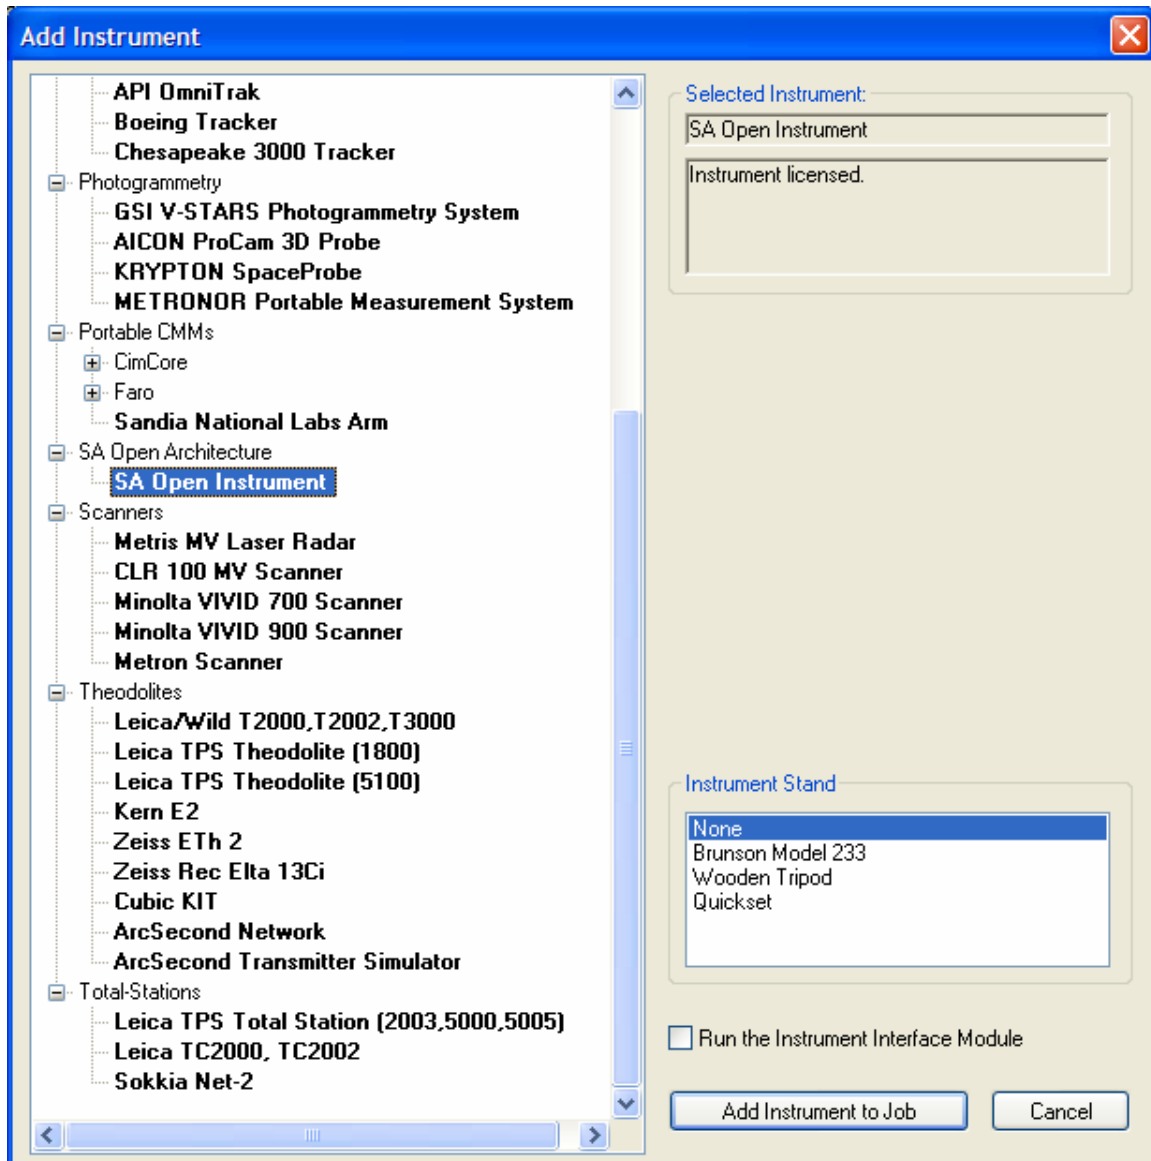 Add Instrument
API OmniTrak
Boeing Tracker
Chesapeake 3000 Tracker
Photogrammetry
GSI V-STARS Photogrammetry System
AICON ProCam 3D Probe
KRYPTON SpaceProbe
METRONOR Portable Measurement System
Portable CMMs
CimCore
Faro
Sandia National Labs Arm
SA Open Architecture
SA Open Instrument
Scanners
Metris MV Laser Radar
CLR 100 MV Scanner
Minolta VIVID 700 Scanner
Minolta VIVID 900 Scanner
Metron Scanner
Theodolites
Leica/Wild T2000,T2002,T3000
Leica TPS Theodolite (1800)
Leica TPS Theodolite (5100)
Kern E2
Zeiss ETh 2
Zeiss Rec Elta 13Ci
Cubic KIT
ArcSecond Network
ArcSecond Transmitter Simulator
Total-Stations
Leica TPS Total Station (2003,5000,5005)
Leica TC2000, TC2002
Sokkia Net-2
Selected Instrument:
SA Open Instrument
Instrument licensed.
Instrument Stand
None
Brunson Model 233
Wooden Tripod
Quickset
Run the Instrument Interface Module
Add Instrument to Job
Cancel